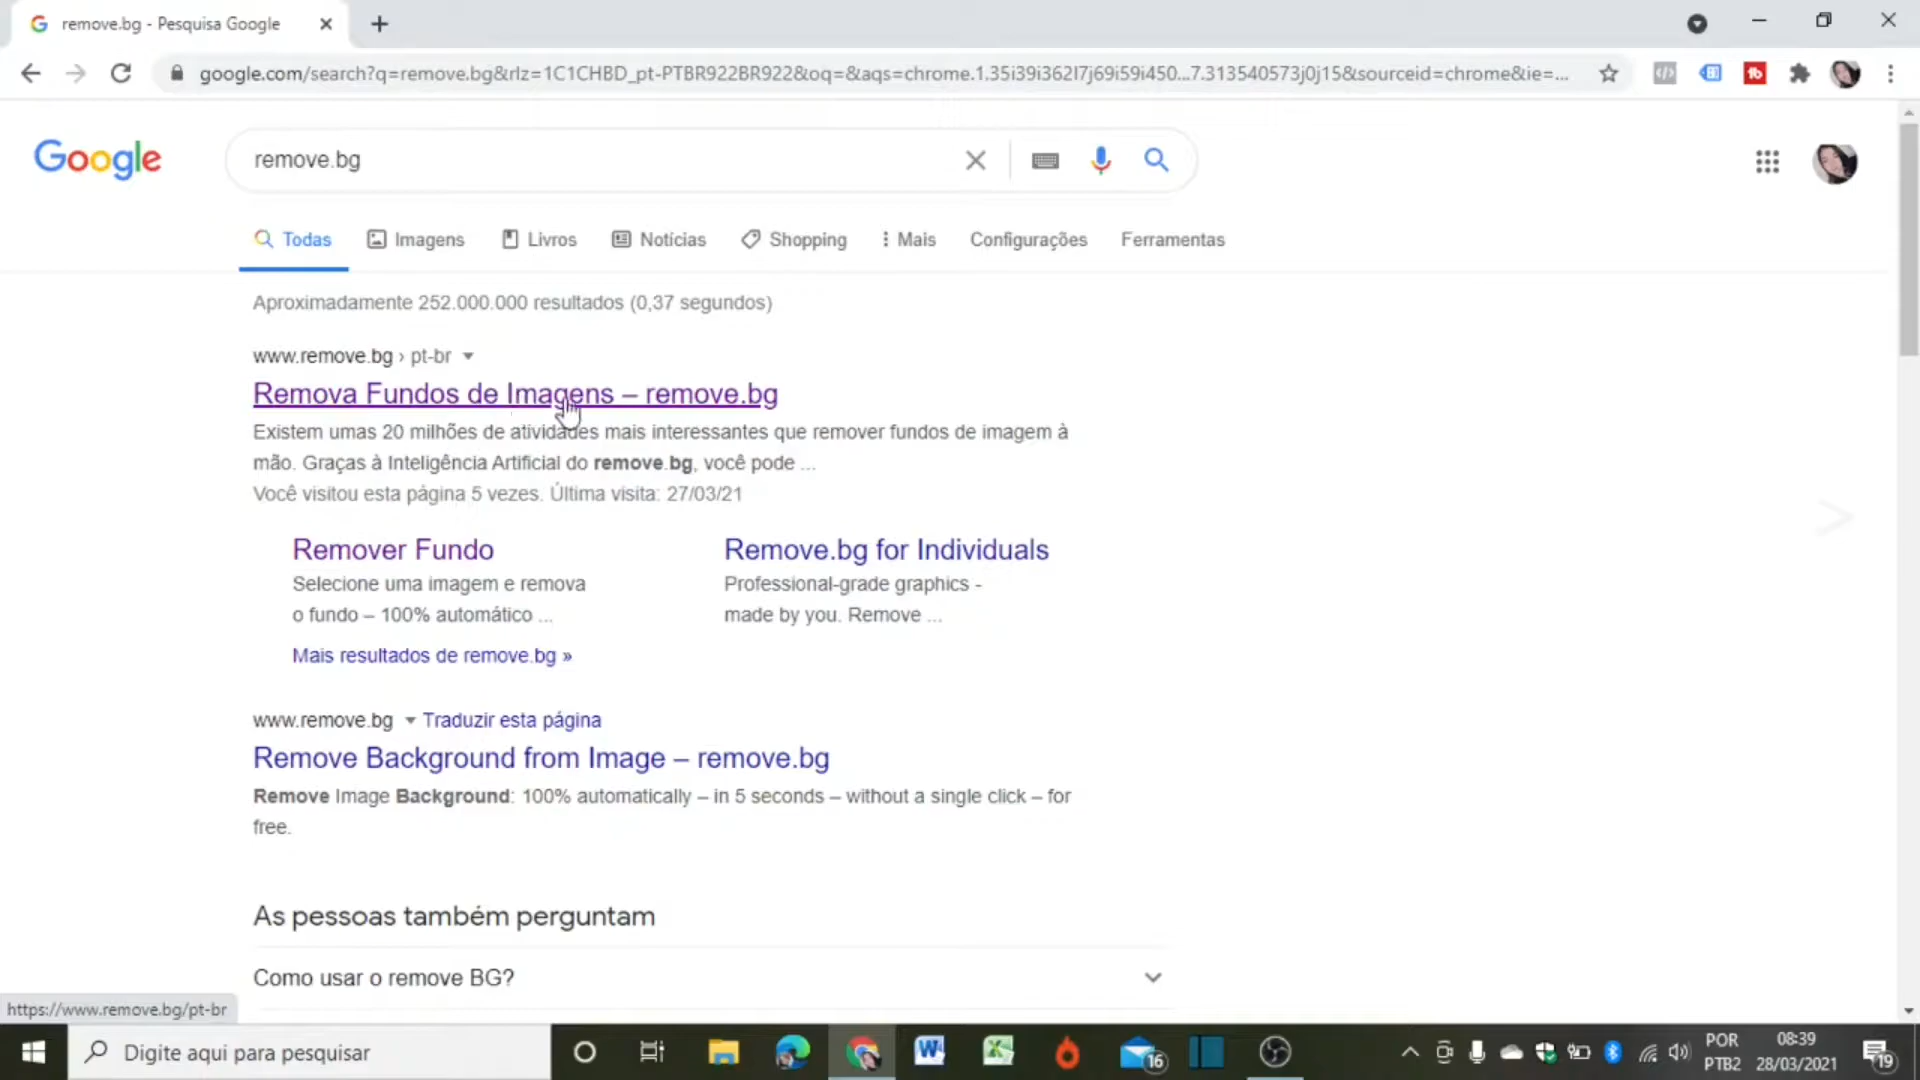 remove.bg - Pesquisa Google
google.com/search?q=remove.bg&rlz=1C1CHBD_pt-PTBR922BR922&oq=&aqs=chrome.1.35i39i362l7j69i59i450...7.313540573j0j15&sourceid=chrome&ie=...
Google
remove.bg
Todas Imagens Livros Notícias Shopping Mais Configurações Ferramentas
Aproximadamente 252.000.000 resultados (0,37 segundos)
www.remove.bg › pt-br
Remova Fundos de Imagens – remove.bg
Existem umas 20 milhões de atividades mais interessantes que remover fundos de imagem à
mão. Graças à Inteligência Artificial do remove.bg, você pode ...
Você visitou esta página 5 vezes. Última visita: 27/03/21
Remover Fundo
Selecione uma imagem e remova
o fundo – 100% automático ...
Remove.bg for Individuals
Professional-grade graphics -
made by you. Remove ...
Mais resultados de remove.bg »
www.remove.bg Traduzir esta página
Remove Background from Image – remove.bg
Remove Image Background: 100% automatically – in 5 seconds – without a single click – for
free.
As pessoas também perguntam
Como usar o remove BG?
https://www.remove.bg/pt-br
Digite aqui para pesquisar
16
POR
PTB2
08:39
28/03/2021
19